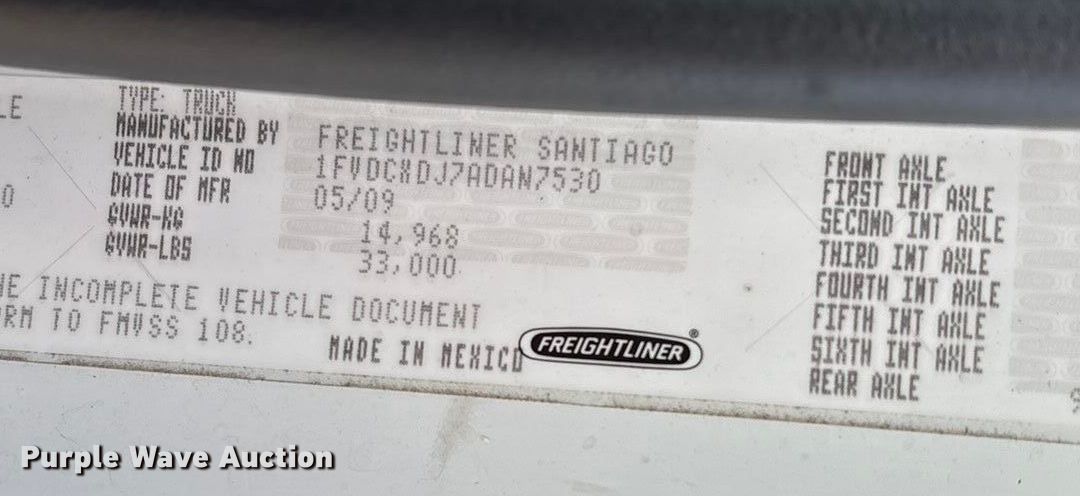 LE
TYPE: TRUCK
MANUFACTURED BY FREIGHTLINER SANTIAGO
VEHICLE ID NO 1FVDCXDJ7ADAN7530
DATE OF MFR 05/09
0
GVWR-KG 14,968
GVWR-LBS 33,000
E INCOMPLETE VEHICLE DOCUMENT
RM TO FMVSS 108.
MADE IN MEXICO
FREIGHTLINER®
FRONT AXLE
FIRST INT AXLE
SECOND INT AXLE
THIRD INT AXLE
FOURTH INT AXLE
FIFTH INT AXLE
SIXTH INT AXLE
REAR AXLE
Purple Wave Auction